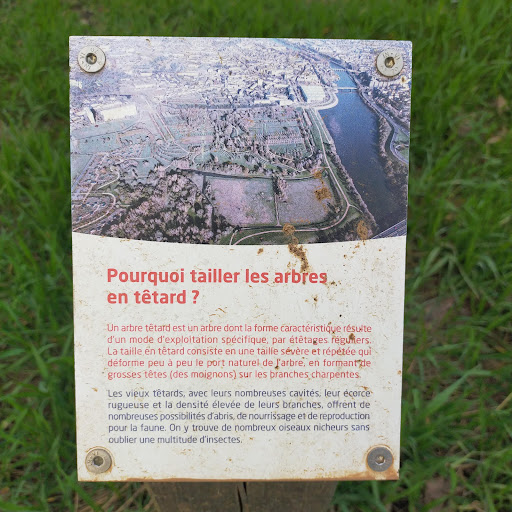 Pourquoi tailler les arbres
en têtard ?
Un arbre têtard est un arbre dont la forme caractéristique résulte
d'un mode d'exploitation spécifique, par étêtages réguliers.
La taille en têtard consiste en une taille sévère et répétée qui
déforme peu à peu le port naturel de l'arbre, en formant de
grosses têtes (des moignons) sur les branches charpentes.
Les vieux têtards, avec leurs nombreuses cavités, leur écorce
rugueuse et la densité élevée de leurs branches, offrent de
nombreuses possibilités d'abris, de nourrissage et de reproduction
pour la faune. On y trouve de nombreux oiseaux nicheurs sans
oublier une multitude d'insectes.